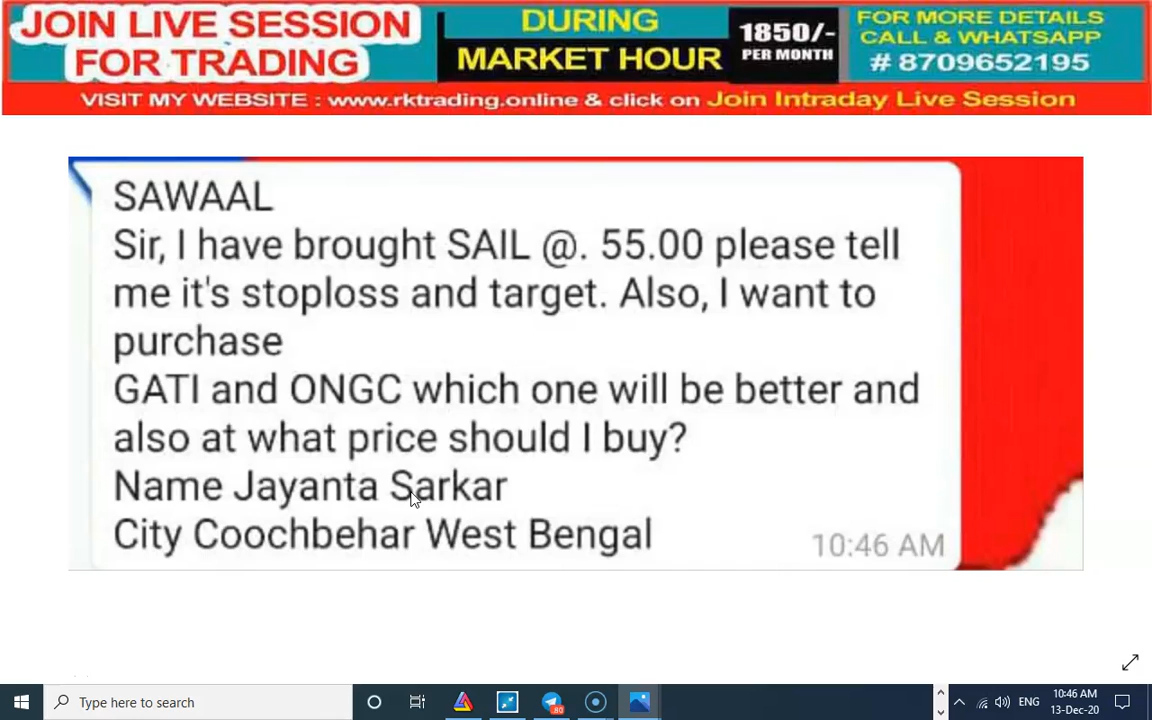 JOIN LIVE SESSION
FOR TRADING
DURING
MARKET HOUR
1850/-
PER MONTH
FOR MORE DETAILS
CALL & WHATSAPP
# 8709652195
VISIT MY WEBSITE : www.rktrading.online & click on Join Intraday Live Session
SAWAAL
Sir, I have brought SAIL @. 55.00 please tell
me it's stoploss and target. Also, I want to
purchase
GATI and ONGC which one will be better and
also at what price should I buy?
Name Jayanta Sarkar
City Coochbehar West Bengal
10:46 AM
Type here to search
80
ENG
10:46 AM
13-Dec-20